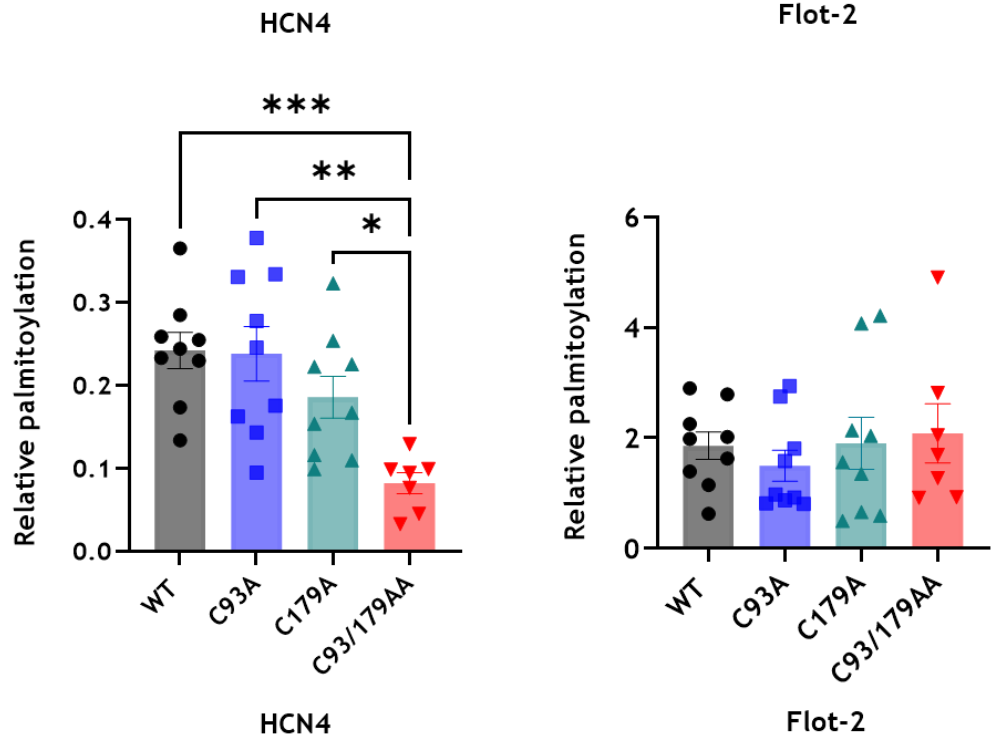 HCN4
***
**
*
Relative palmitoylation
0.4
0.3
0.2
0.1
0.0
WT
C93A
C179A
C93/179AA
HCN4
Flot-2
Relative palmitoylation
6
4
2
0
WT
C93A
C179A
C93/179AA
Flot-2